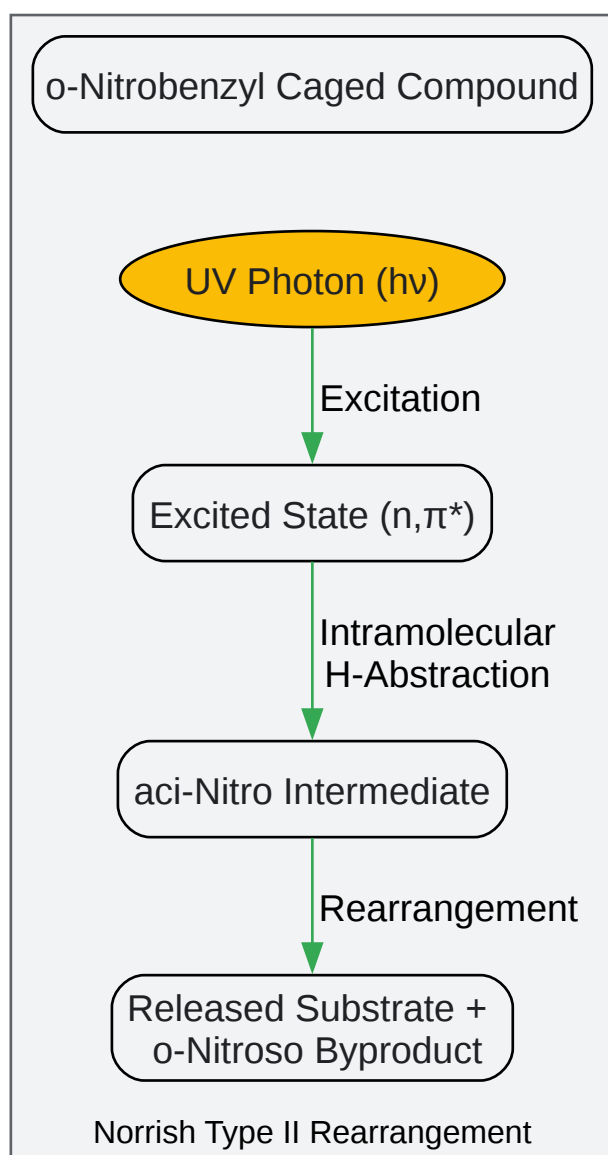 o-Nitrobenzyl Caged Compound
UV Photon (hν)
Excitation
Excited State (n,π*)
Intramolecular
H-Abstraction
aci-Nitro Intermediate
Rearrangement
Released Substrate +
o-Nitroso Byproduct
Norrish Type II Rearrangement